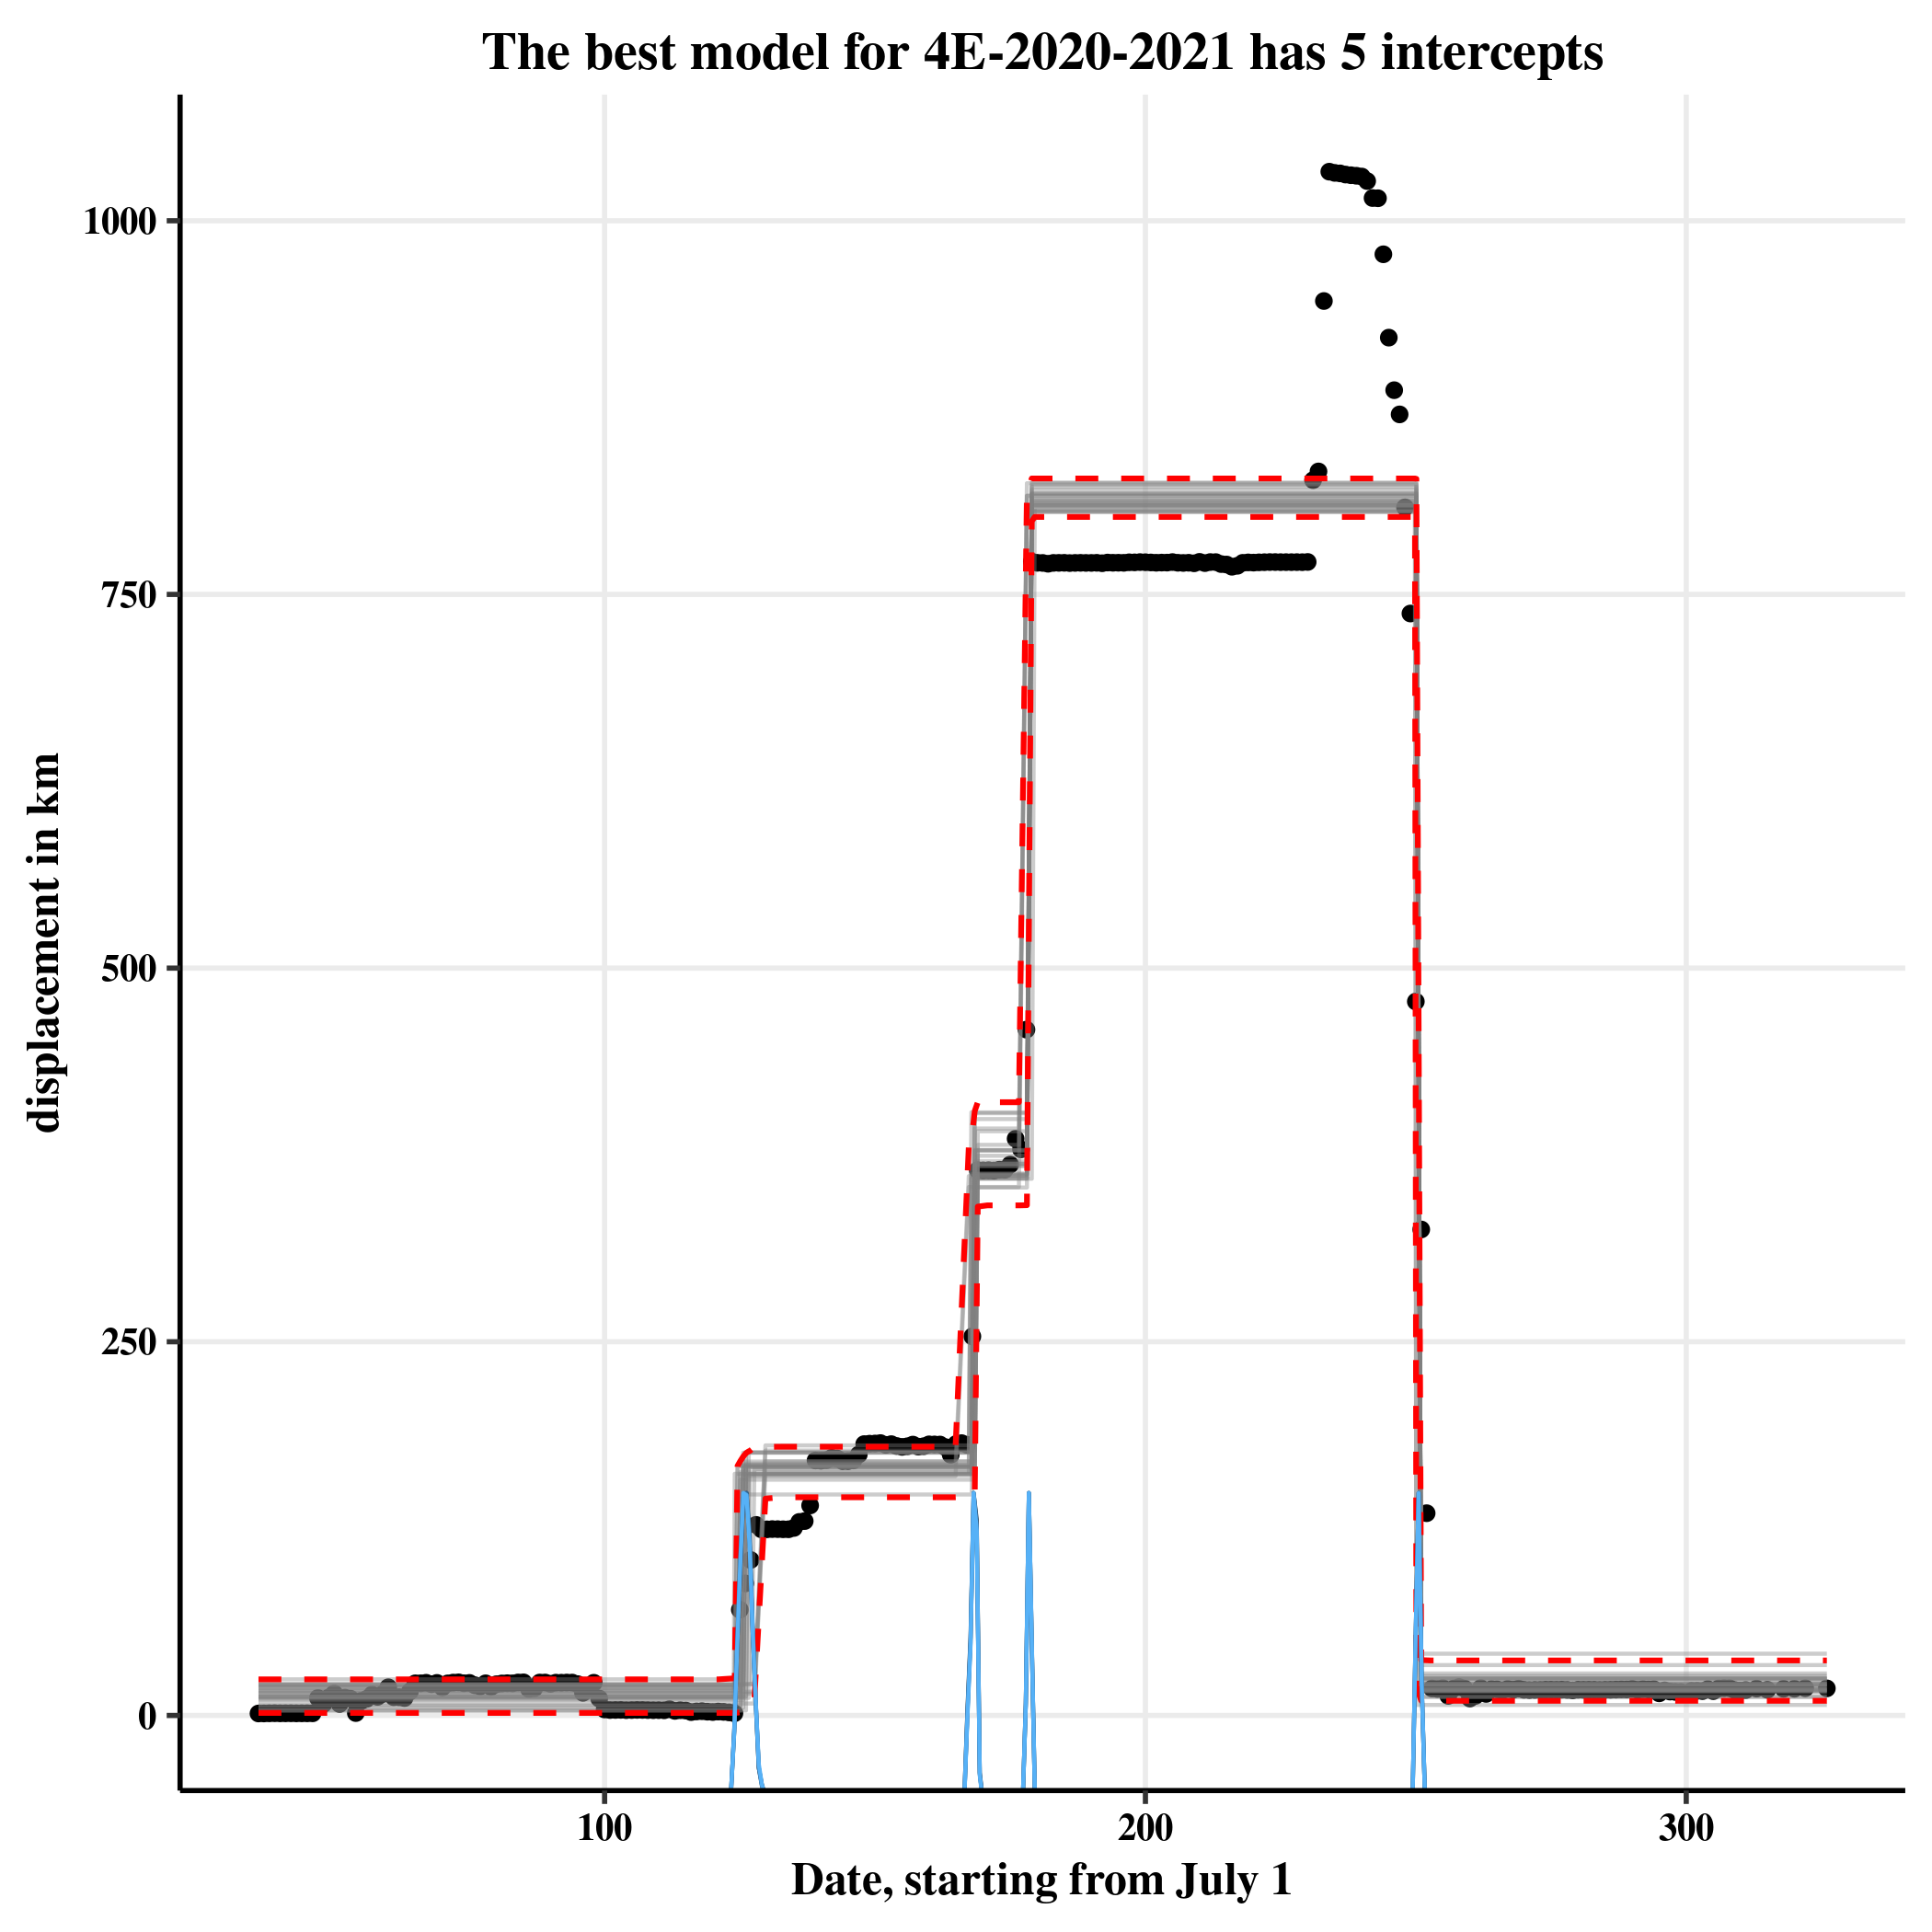 The best model for 4E-2020-2021 has 5 intercepts
displacement in km
1000
750
500
250
0
100
200
300
Date, starting from July 1